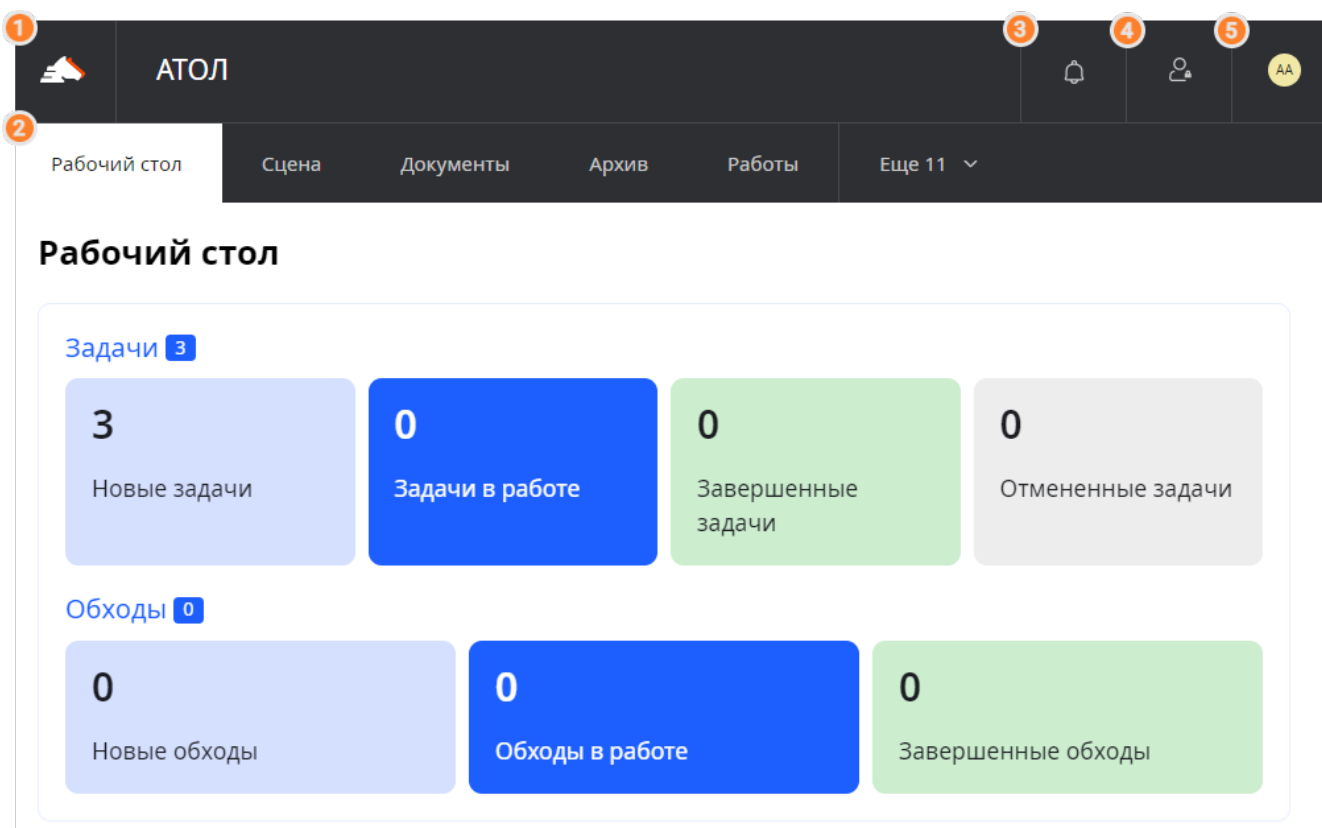 1
3
4
5
АТОЛ
АА
2
Рабочий стол
Сцена
Документы
Архив
Работы
Еще 11
Рабочий стол
Задачи 3
3
0
0
0
Новые задачи
Задачи в работе
Завершенные
задачи
Отмененные задачи
Обходы 0
0
0
0
Новые обходы
Обходы в работе
Завершенные обходы